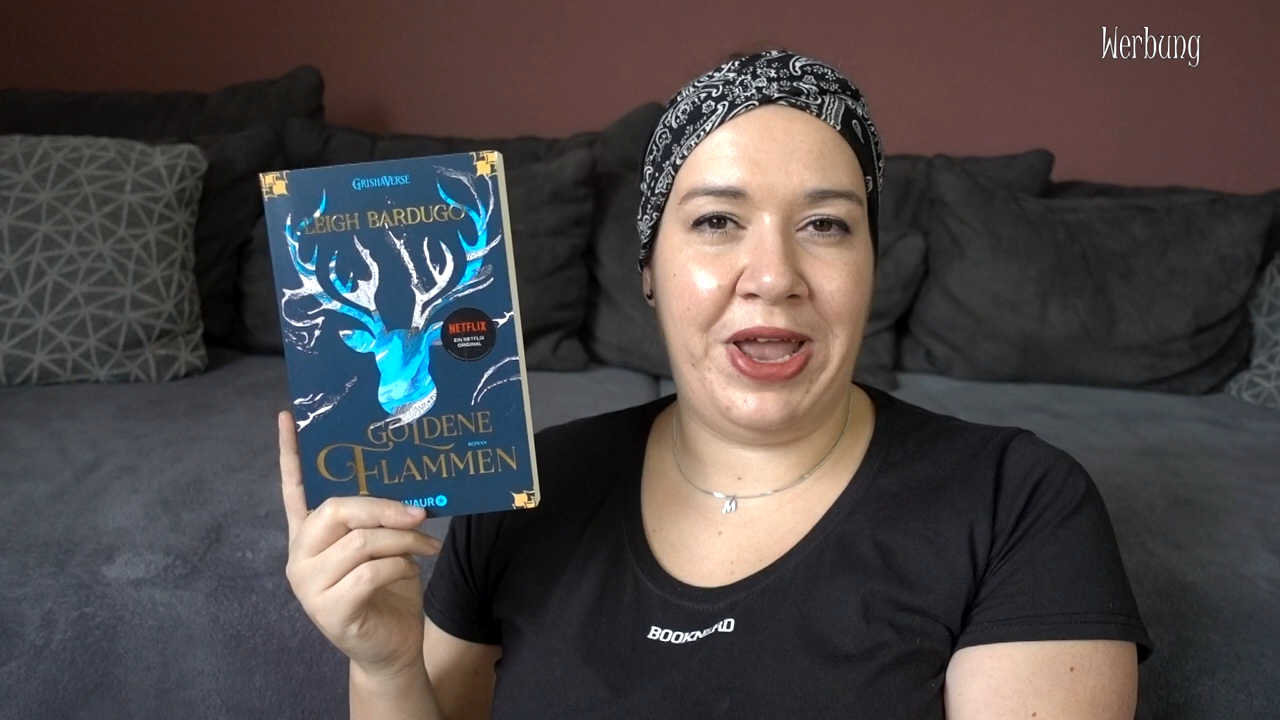 Werbung
GRISHAVERSE
LEIGH BARDUGO
NETFLIX
EIN NETFLIX
ORIGINAL
GOLDENE
ROMAN
FLAMMEN
KNAUR
M
BOOKNERD